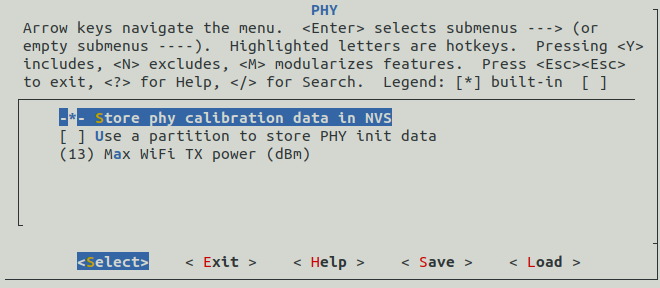 PHY
Arrow keys navigate the menu.  <Enter> selects submenus ---> (or
empty submenus ----).  Highlighted letters are hotkeys.  Pressing <Y>
includes, <N> excludes, <M> modularizes features.  Press <Esc><Esc>
to exit, <?> for Help, </> for Search.  Legend: [*] built-in  [ ]
-*- Store phy calibration data in NVS
[ ] Use a partition to store PHY init data
(13) Max WiFi TX power (dBm)
<Select>    < Exit >    < Help >    < Save >    < Load >